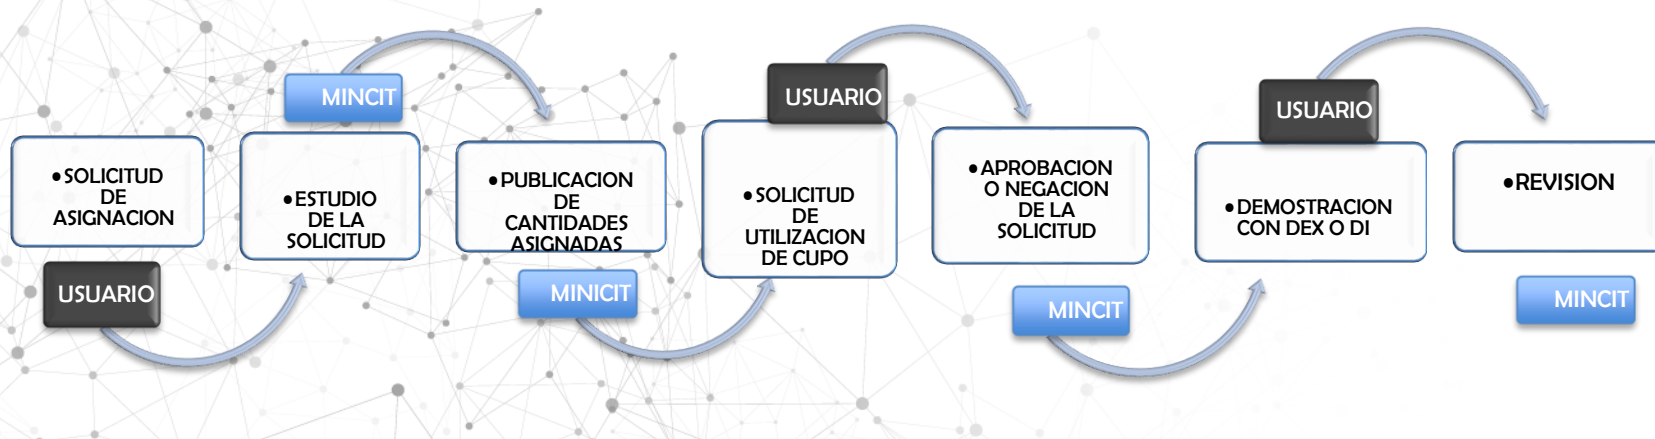 •SOLICITUD
DE
ASIGNACION
USUARIO
MINCIT
•ESTUDIO
DE LA
SOLICITUD
•PUBLICACION
DE
CANTIDADES
ASIGNADAS
MINICIT
USUARIO
•SOLICITUD
DE
UTILIZACION
DE CUPO
•APROBACION
O NEGACION
DE LA
SOLICITUD
MINCIT
USUARIO
•DEMOSTRACION
CON DEX O DI
•REVISION
MINCIT